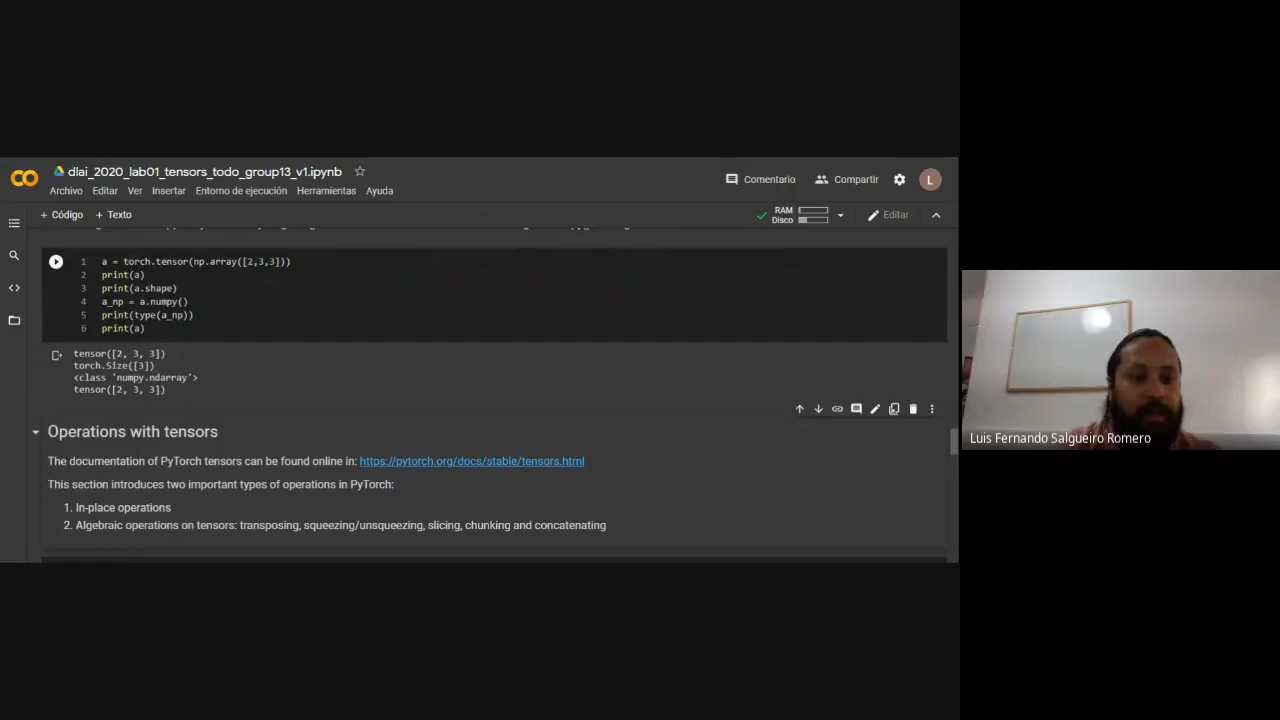 dlai_2020_lab01_tensors_todo_group13_v1.ipynb
Archivo Editar Ver Insertar Entorno de ejecución Herramientas Ayuda
Comentario Compartir L
+ Código + Texto
RAM
Disco
Editar
1 a = torch.tensor(np.array([2,3,3]))
2 print(a)
3 print(a.shape)
4 a_np = a.numpy()
5 print(type(a_np))
6 print(a)
tensor([2, 3, 3])
torch.Size([3])
<class 'numpy.ndarray'>
tensor([2, 3, 3])
Operations with tensors
The documentation of PyTorch tensors can be found online in: https://pytorch.org/docs/stable/tensors.html
This section introduces two important types of operations in PyTorch:
1. In-place operations
2. Algebraic operations on tensors: transposing, squeezing/unsqueezing, slicing, chunking and concatenating
Luis Fernando Salgueiro Romero